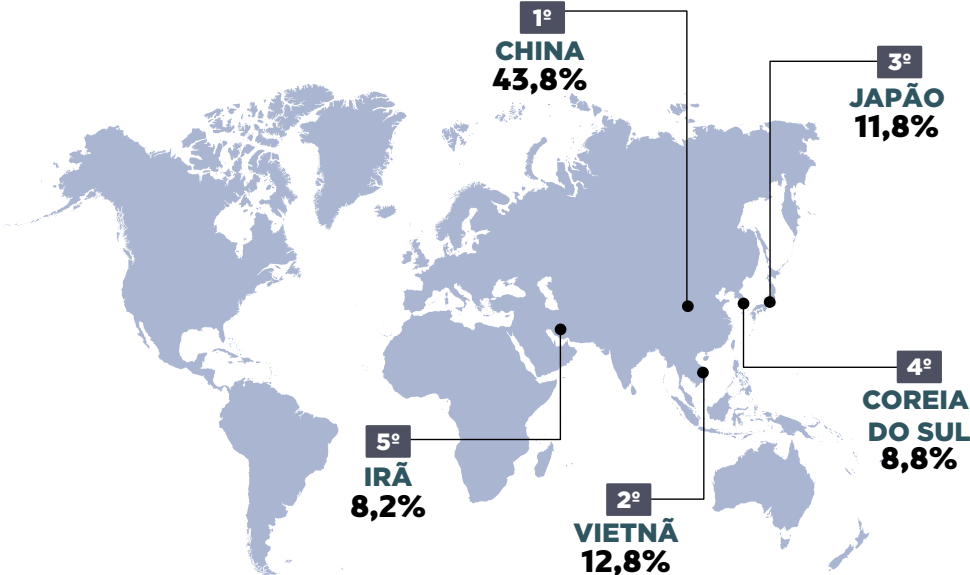 1º
CHINA
43,8%
3º
JAPÃO
11,8%
4º
COREIA
DO SUL
8,8%
5º
IRÃ
8,2%
2º
VIETNÃ
12,8%